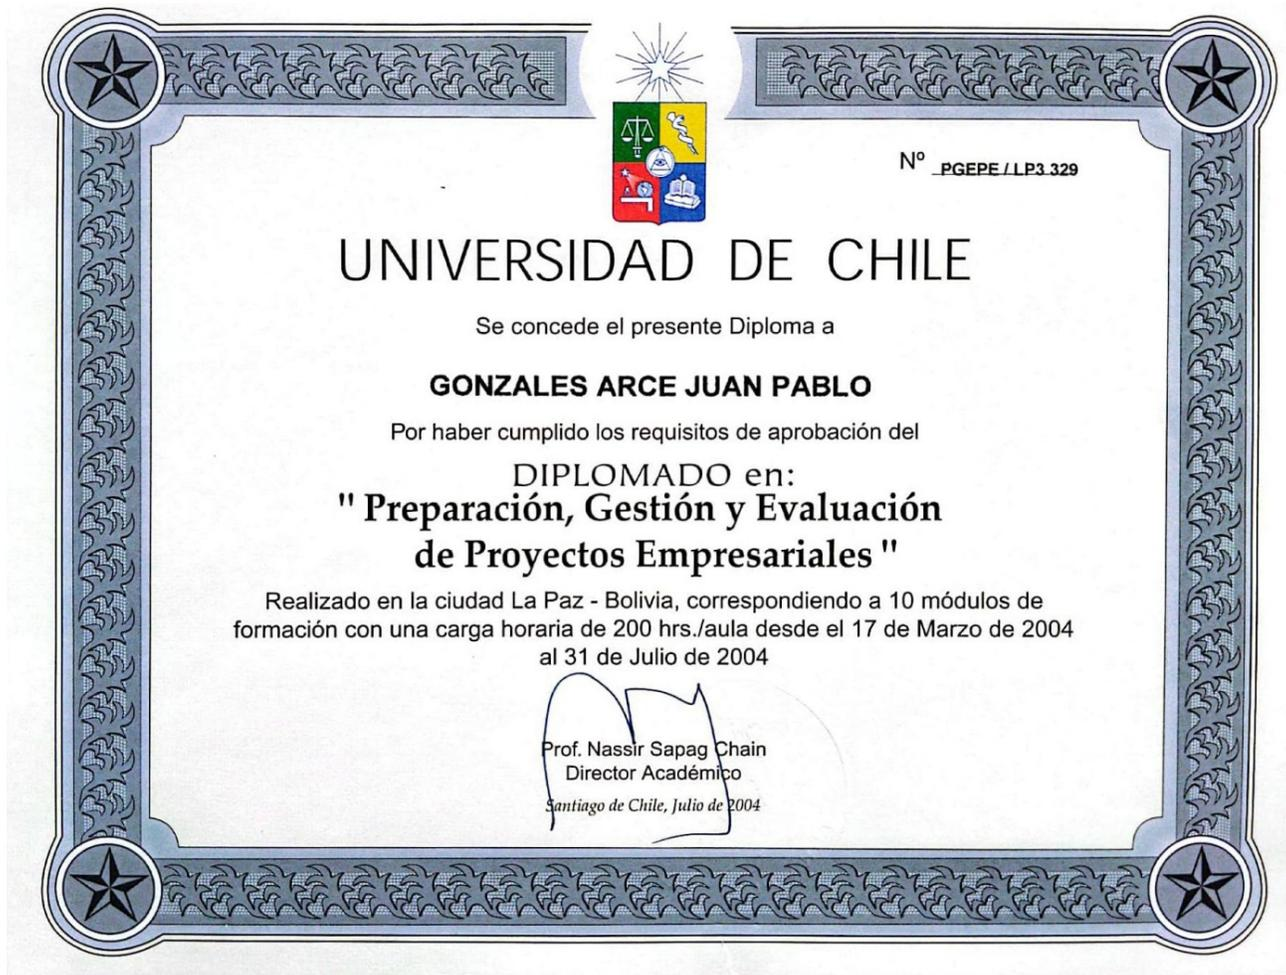 Nº PGEPE / LP3 329
UNIVERSIDAD DE CHILE
Se concede el presente Diploma a
GONZALES ARCE JUAN PABLO
Por haber cumplido los requisitos de aprobación del
DIPLOMADO en:
" Preparación, Gestión y Evaluación
de Proyectos Empresariales "
Realizado en la ciudad La Paz - Bolivia, correspondiendo a 10 módulos de
formación con una carga horaria de 200 hrs./aula desde el 17 de Marzo de 2004
al 31 de Julio de 2004
Prof. Nassir Sapag Chain
Director Académico
Santiago de Chile, Julio de 2004